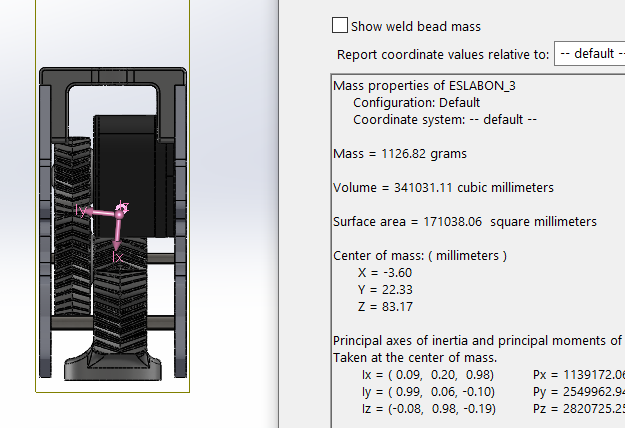 Show weld bead mass
Report coordinate values relative to: -- default --
Mass properties of ESLABON_3
Configuration: Default
Coordinate system: -- default --
Mass = 1126.82 grams
Volume = 341031.11 cubic millimeters
Surface area = 171038.06 square millimeters
Center of mass: ( millimeters )
X = -3.60
Y = 22.33
Z = 83.17
Principal axes of inertia and principal moments of
Taken at the center of mass.
Ix = ( 0.09, 0.20, 0.98) Px = 1139172.06
Iy = ( 0.99, 0.06, -0.10) Py = 2549962.94
Iz = (-0.08, 0.98, -0.19) Pz = 2820725.25
Iy
Ix